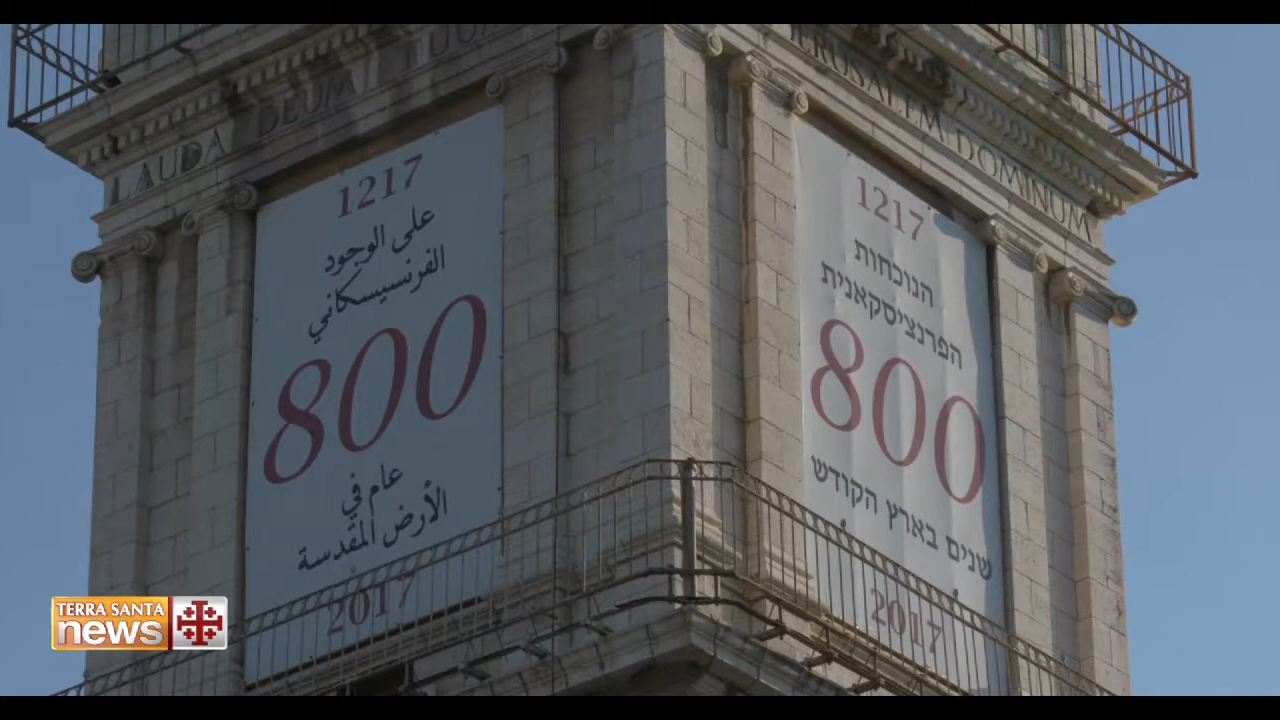 LAUDA DEUM TUUM
1217
على الوجود
الفرنسيسكاني
800
عام في
الأرض المقدسة
2017
IERUSALEM DOMINUM
1217
הנוכחות
הפרנציסקאנית
800
שנים בארץ הקודש
2017
TERRA SANTA
news